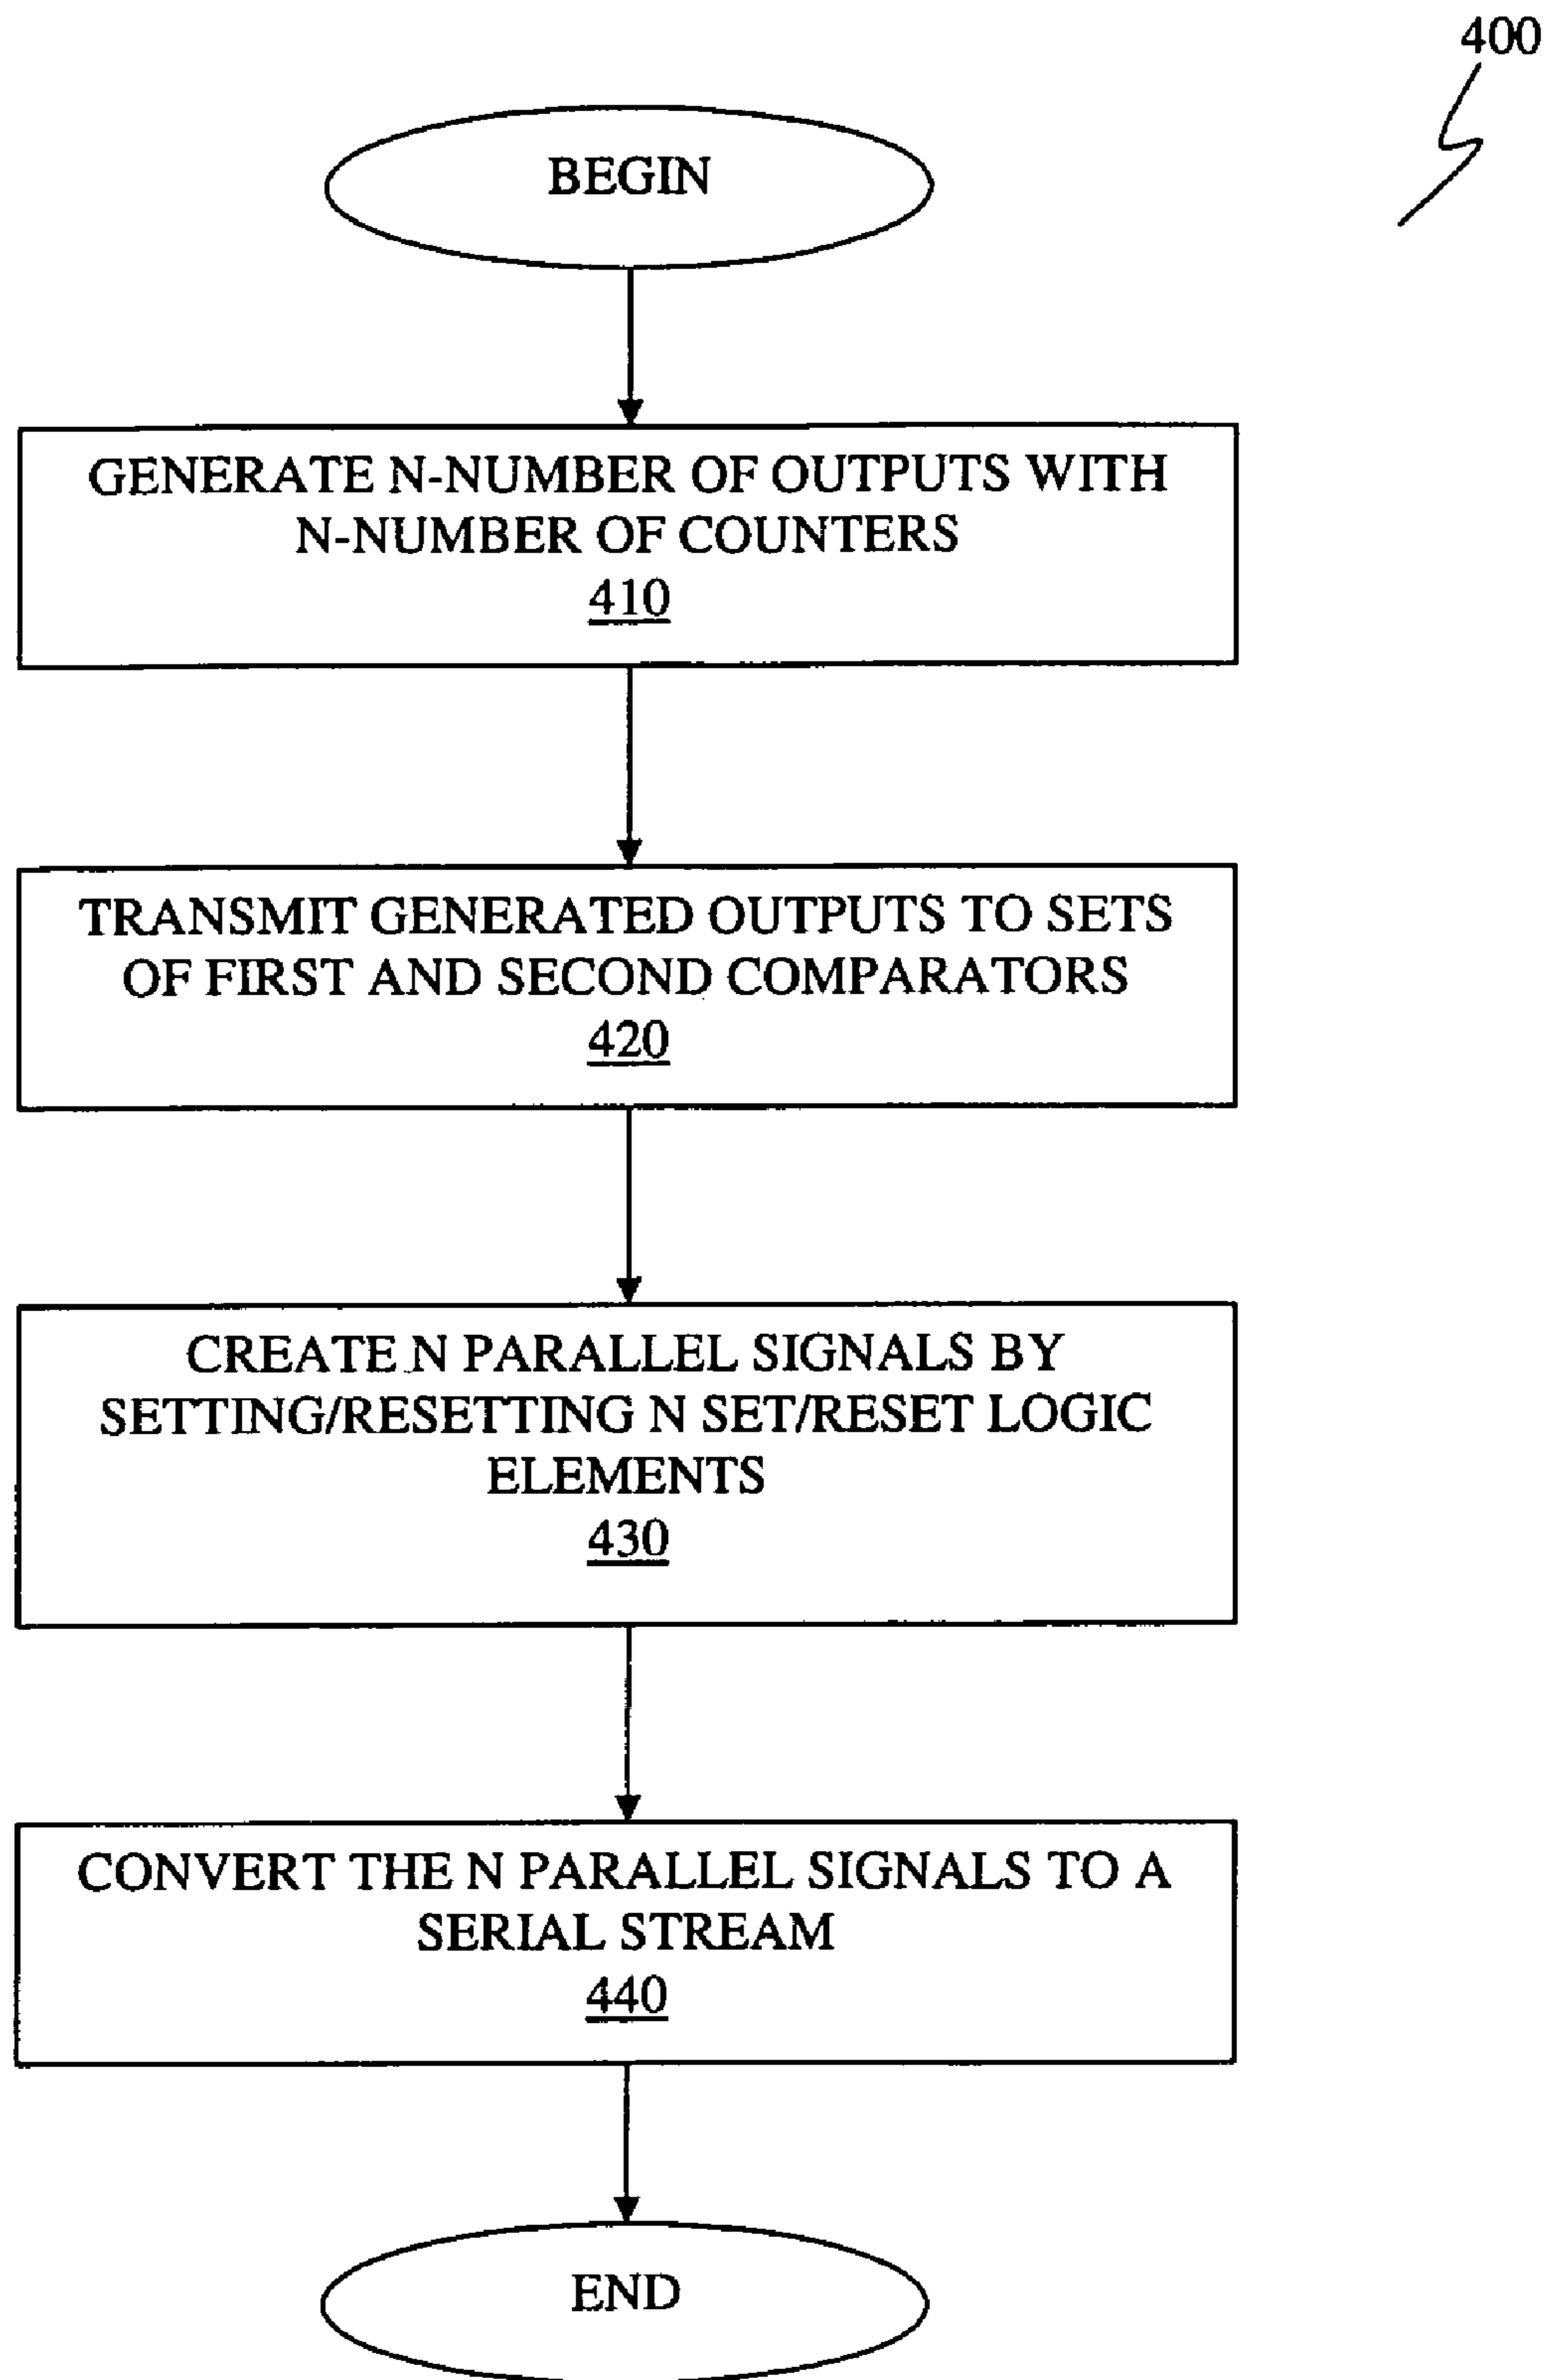 400
BEGIN
GENERATE N-NUMBER OF OUTPUTS WITH
N-NUMBER OF COUNTERS
410
TRANSMIT GENERATED OUTPUTS TO SETS
OF FIRST AND SECOND COMPARATORS
420
CREATE N PARALLEL SIGNALS BY
SETTING/RESETTING N SET/RESET LOGIC
ELEMENTS
430
CONVERT THE N PARALLEL SIGNALS TO A
SERIAL STREAM
440
END